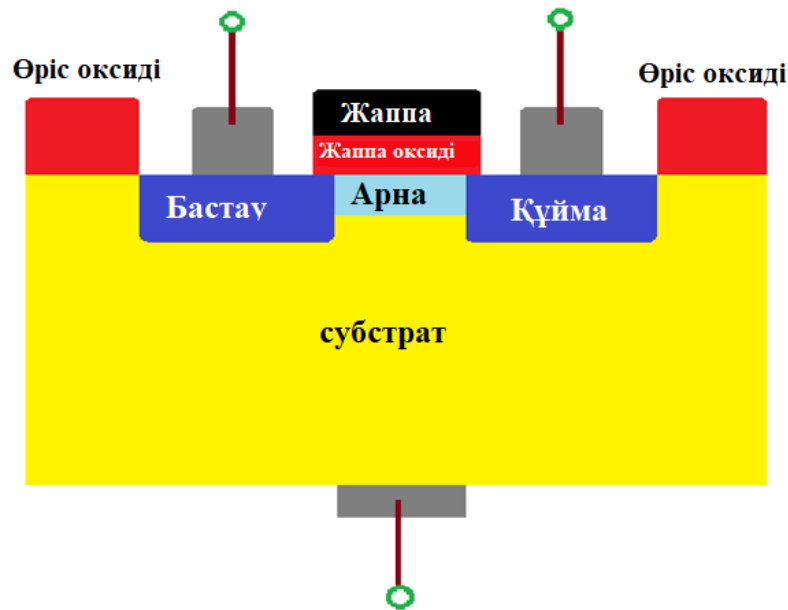 Өріс оксиді
Өріс оксиді
Жаппа
Жаппа оксиді
Бастау
Арна
Құйма
субстрат